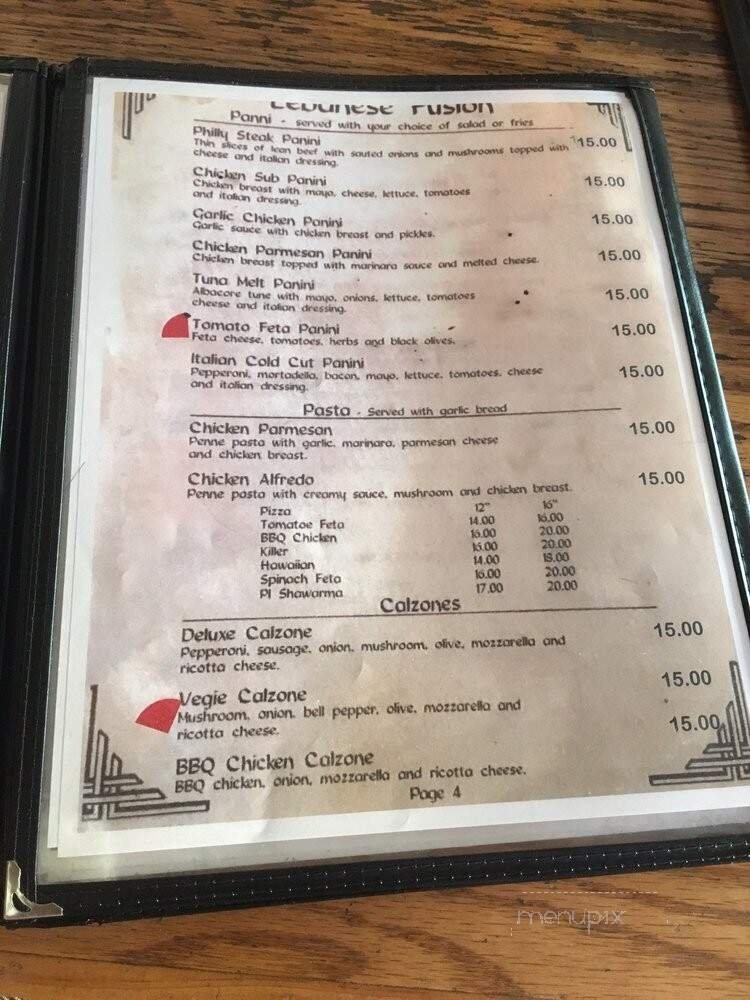 Lebanese Fusion
Panni - served with your choice of salad or fries
Philly Steak Panini 15.00
Thin slices of lean beef with sauted onions and mushrooms topped with
cheese and italian dressing.
Chicken Sub Panini 15.00
Chicken breast with mayo, cheese, lettuce, tomatoes
and italian dressing.
Garlic Chicken Panini 15.00
Garlic sauce with chicken breast and pickles.
Chicken Parmesan Panini 15.00
Chicken breast topped with marinara sauce and melted cheese.
Tuna Melt Panini 15.00
Albacore tune with mayo, onions, lettuce, tomatoes
cheese and italian dressing.
Tomato Feta Panini 15.00
Feta cheese, tomatoes, herbs and black olives.
Italian Cold Cut Panini 15.00
Pepperoni, mortadella, bacon, mayo, lettuce, tomatoes, cheese
and italian dressing.
Pasta - Served with garlic bread
Chicken Parmesan 15.00
Penne pasta with garlic, marinara, parmesan cheese
and chicken breast.
Chicken Alfredo 15.00
Penne pasta with creamy sauce, mushroom and chicken breast.
Pizza 12" 16"
Tomatoe Feta 14.00 16.00
BBQ Chicken 16.00 20.00
Killer 16.00 20.00
Hawaiian 14.00 18.00
Spinach Feta 16.00 20.00
PI Shawarma 17.00 20.00
Calzones
Deluxe Calzone 15.00
Pepperoni, sausage, onion, mushroom, olive, mozzarella and
ricotta cheese.
Vegie Calzone 15.00
Mushroom, onion, bell pepper, olive, mozzarella and
ricotta cheese.
BBQ Chicken Calzone 15.00
BBQ chicken, onion, mozzarella and ricotta cheese.
Page 4
menupix